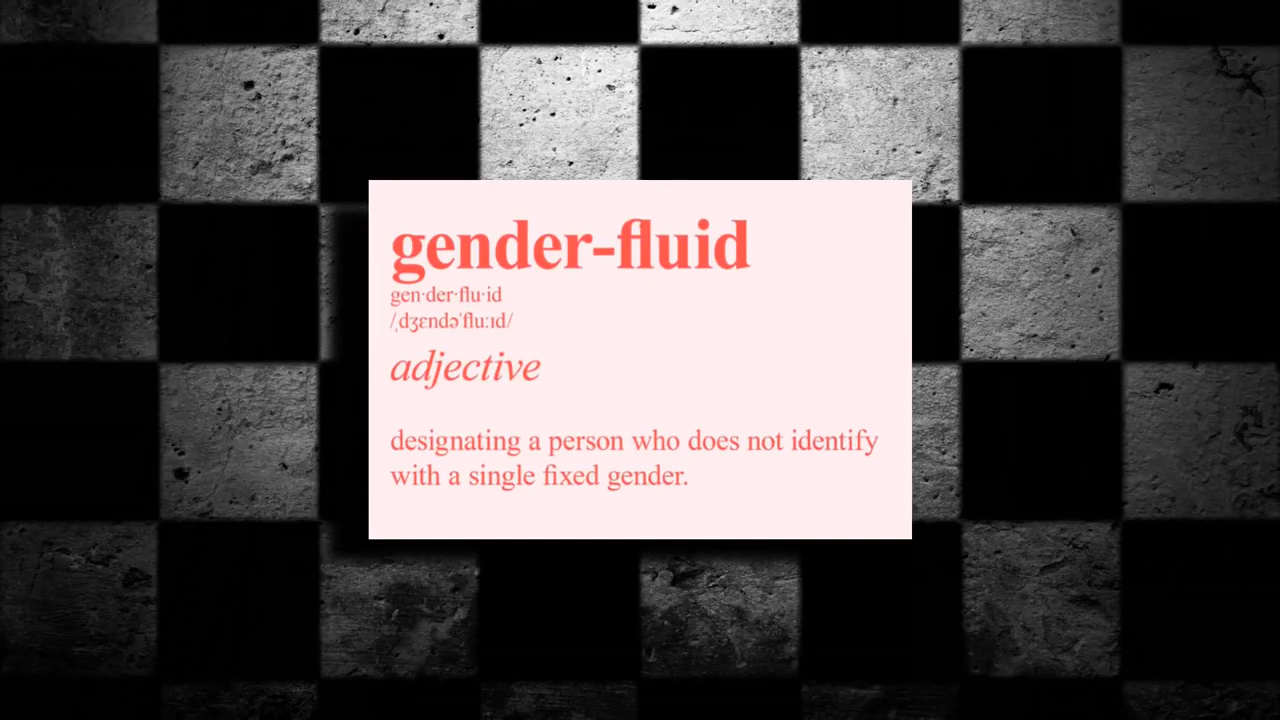 gender-fluid
gen·der·flu·id
/ˌdʒɛndəˈfluːɪd/
adjective
designating a person who does not identify
with a single fixed gender.